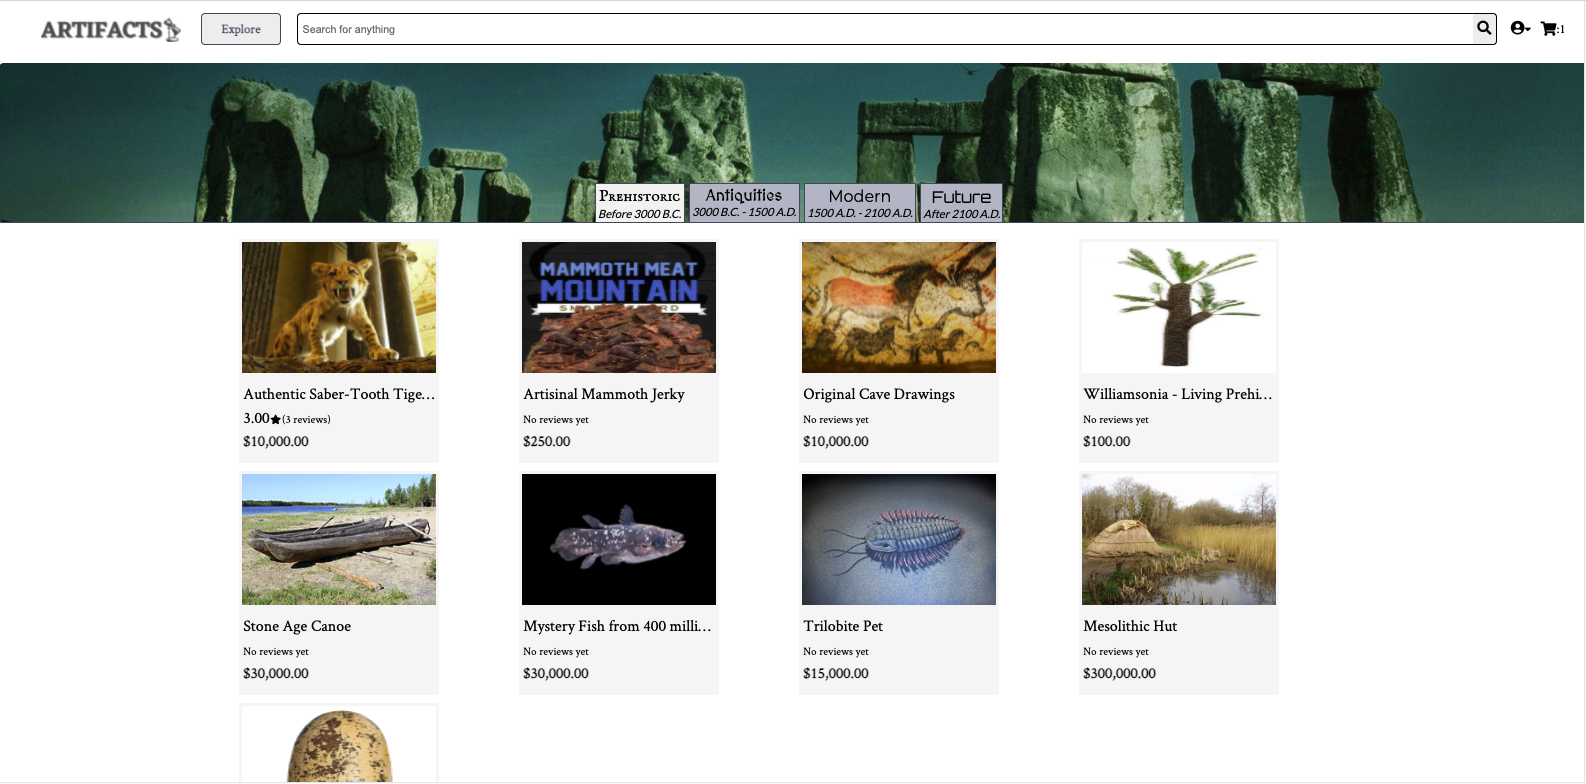 ARTIFACTS
Explore
Search for anything
:1
PREHISTORIC
Before 3000 B.C.
Antiquities
3000 B.C. - 1500 A.D.
Modern
1500 A.D. - 2100 A.D.
Future
After 2100 A.D.
MAMMOTH MEAT
MOUNTAIN
Authentic Saber-Tooth Tige...
3.00 (3 reviews)
$10,000.00
Artisinal Mammoth Jerky
No reviews yet
$250.00
Original Cave Drawings
No reviews yet
$10,000.00
Williamsonia - Living Prehi...
No reviews yet
$100.00
Stone Age Canoe
No reviews yet
$30,000.00
Mystery Fish from 400 milli...
No reviews yet
$30,000.00
Trilobite Pet
No reviews yet
$15,000.00
Mesolithic Hut
No reviews yet
$300,000.00